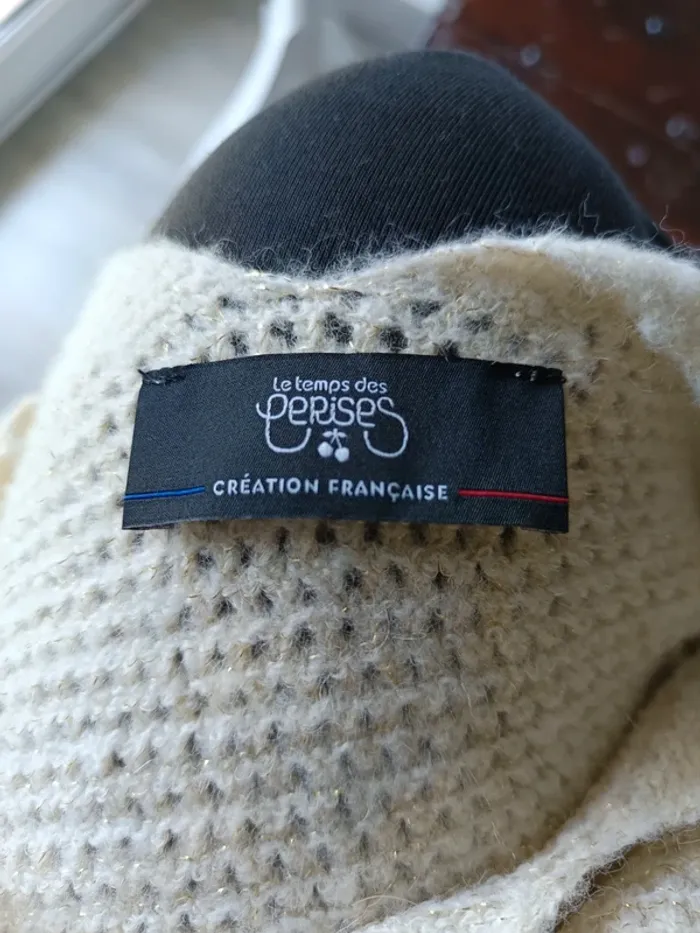 Le temps des
Cerises
CRÉATION FRANÇAISE